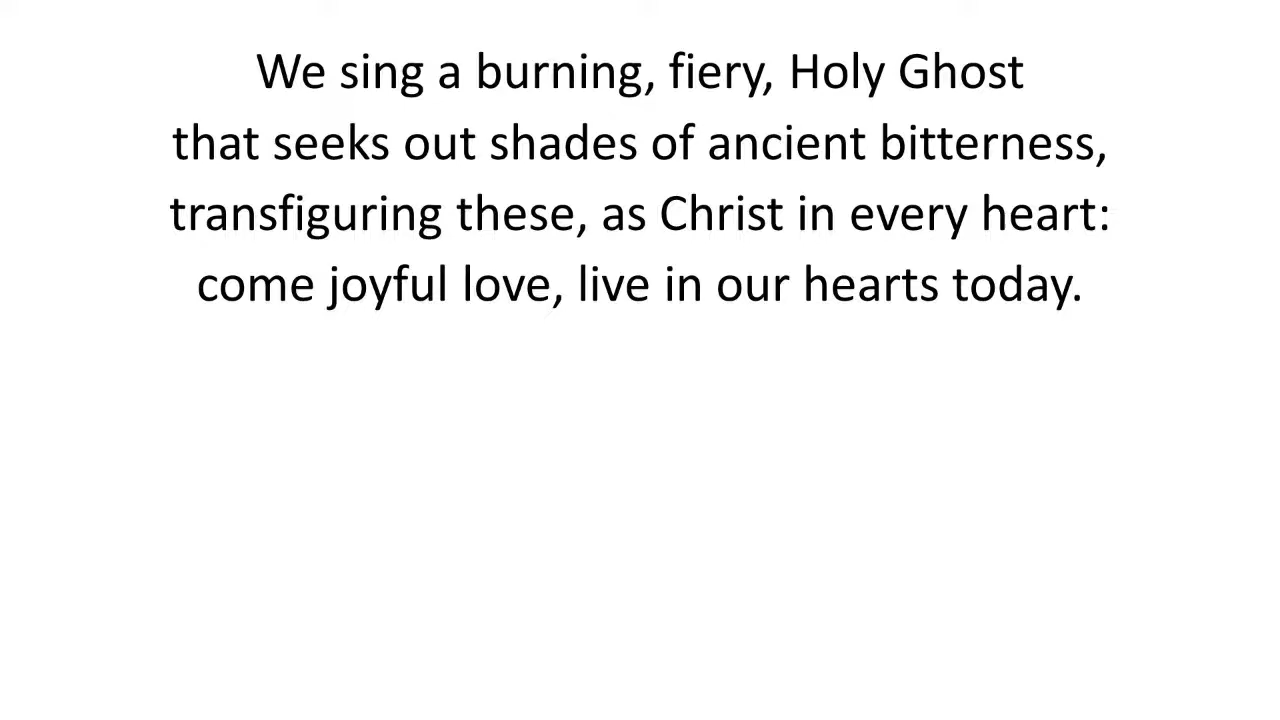 We sing a burning, fiery, Holy Ghost
that seeks out shades of ancient bitterness,
transfiguring these, as Christ in every heart:
come joyful love, live in our hearts today.